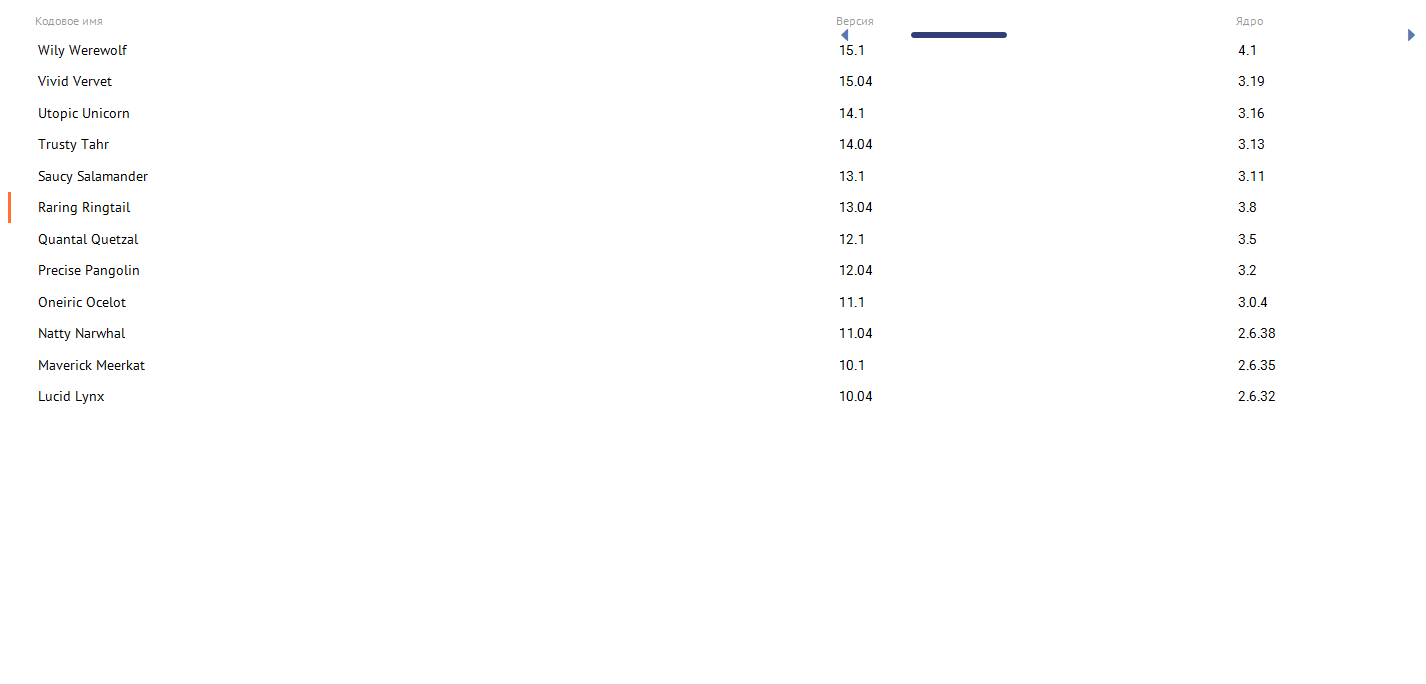 Кодовое имя Версия Ядро
Wily Werewolf 15.1 4.1
Vivid Vervet 15.04 3.19
Utopic Unicorn 14.1 3.16
Trusty Tahr 14.04 3.13
Saucy Salamander 13.1 3.11
Raring Ringtail 13.04 3.8
Quantal Quetzal 12.1 3.5
Precise Pangolin 12.04 3.2
Oneiric Ocelot 11.1 3.0.4
Natty Narwhal 11.04 2.6.38
Maverick Meerkat 10.1 2.6.35
Lucid Lynx 10.04 2.6.32